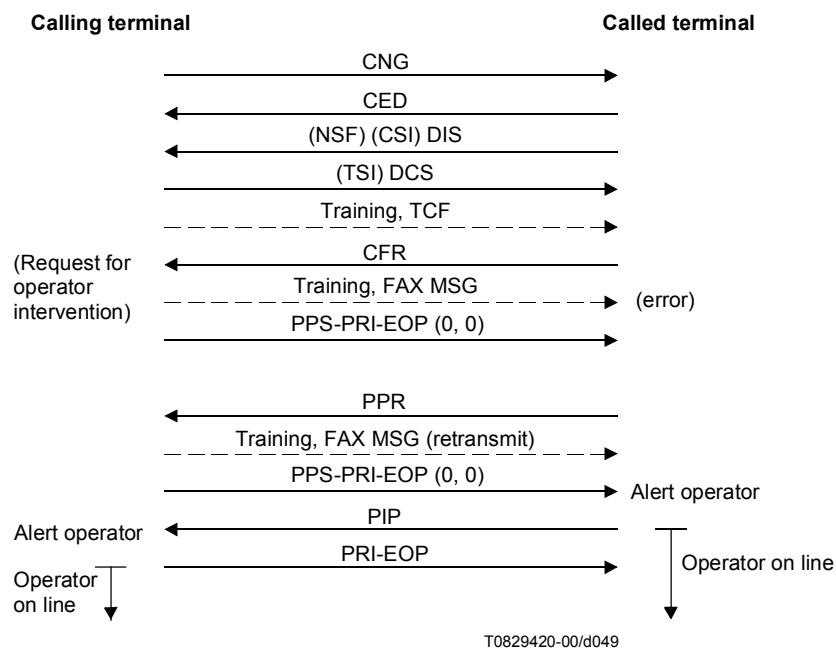 Calling terminal
Called terminal
CNG
CED
(NSF) (CSI) DIS
(TSI) DCS
Training, TCF
CFR
(Request for
operator
intervention)
Training, FAX MSG
(error)
PPS-PRI-EOP (0, 0)
PPR
Training, FAX MSG (retransmit)
PPS-PRI-EOP (0, 0)
Alert operator
PIP
Alert operator
PRI-EOP
Operator on line
Operator
on line
T0829420-00/d049